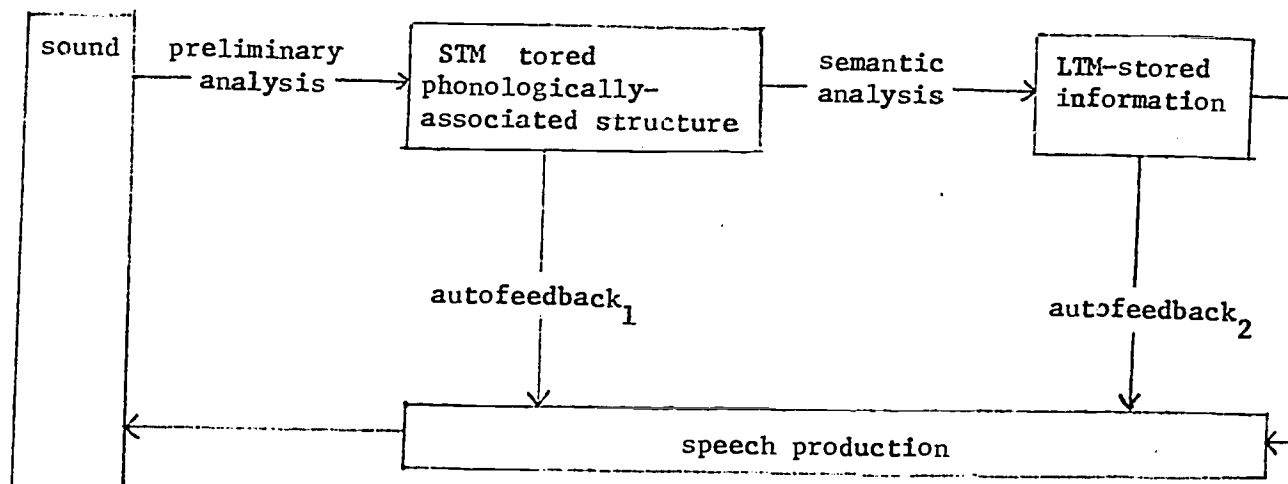 sound
preliminary
analysis
STM tored
phonologically-
associated structure
semantic
analysis
LTM-stored
information
autofeedback1
autofeedback2
speech production